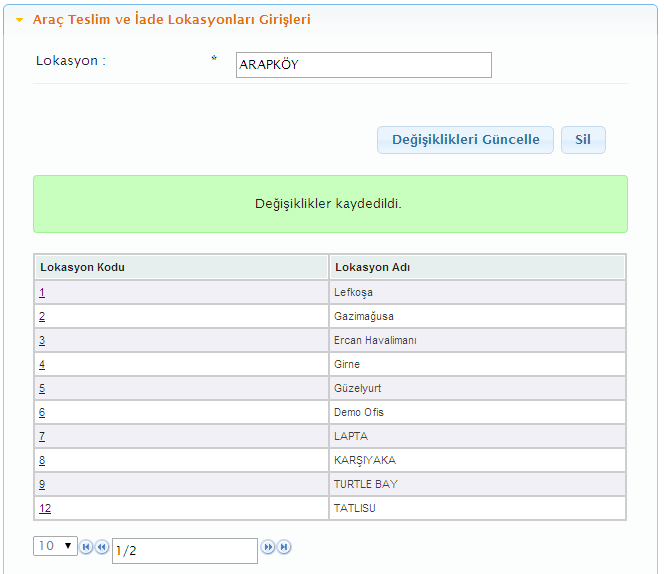 Araç Teslim ve İade Lokasyonları Girişleri
Lokasyon : * ARAPKÖY
Değişiklikleri Güncelle Sil
Değişiklikler kaydedildi.
Lokasyon Kodu Lokasyon Adı
1 Lefkoşa
2 Gazimağusa
3 Ercan Havalimanı
4 Girne
5 Güzelyurt
6 Demo Ofis
7 LAPTA
8 KARŞIYAKA
9 TURTLE BAY
12 TATLISU
10 1/2